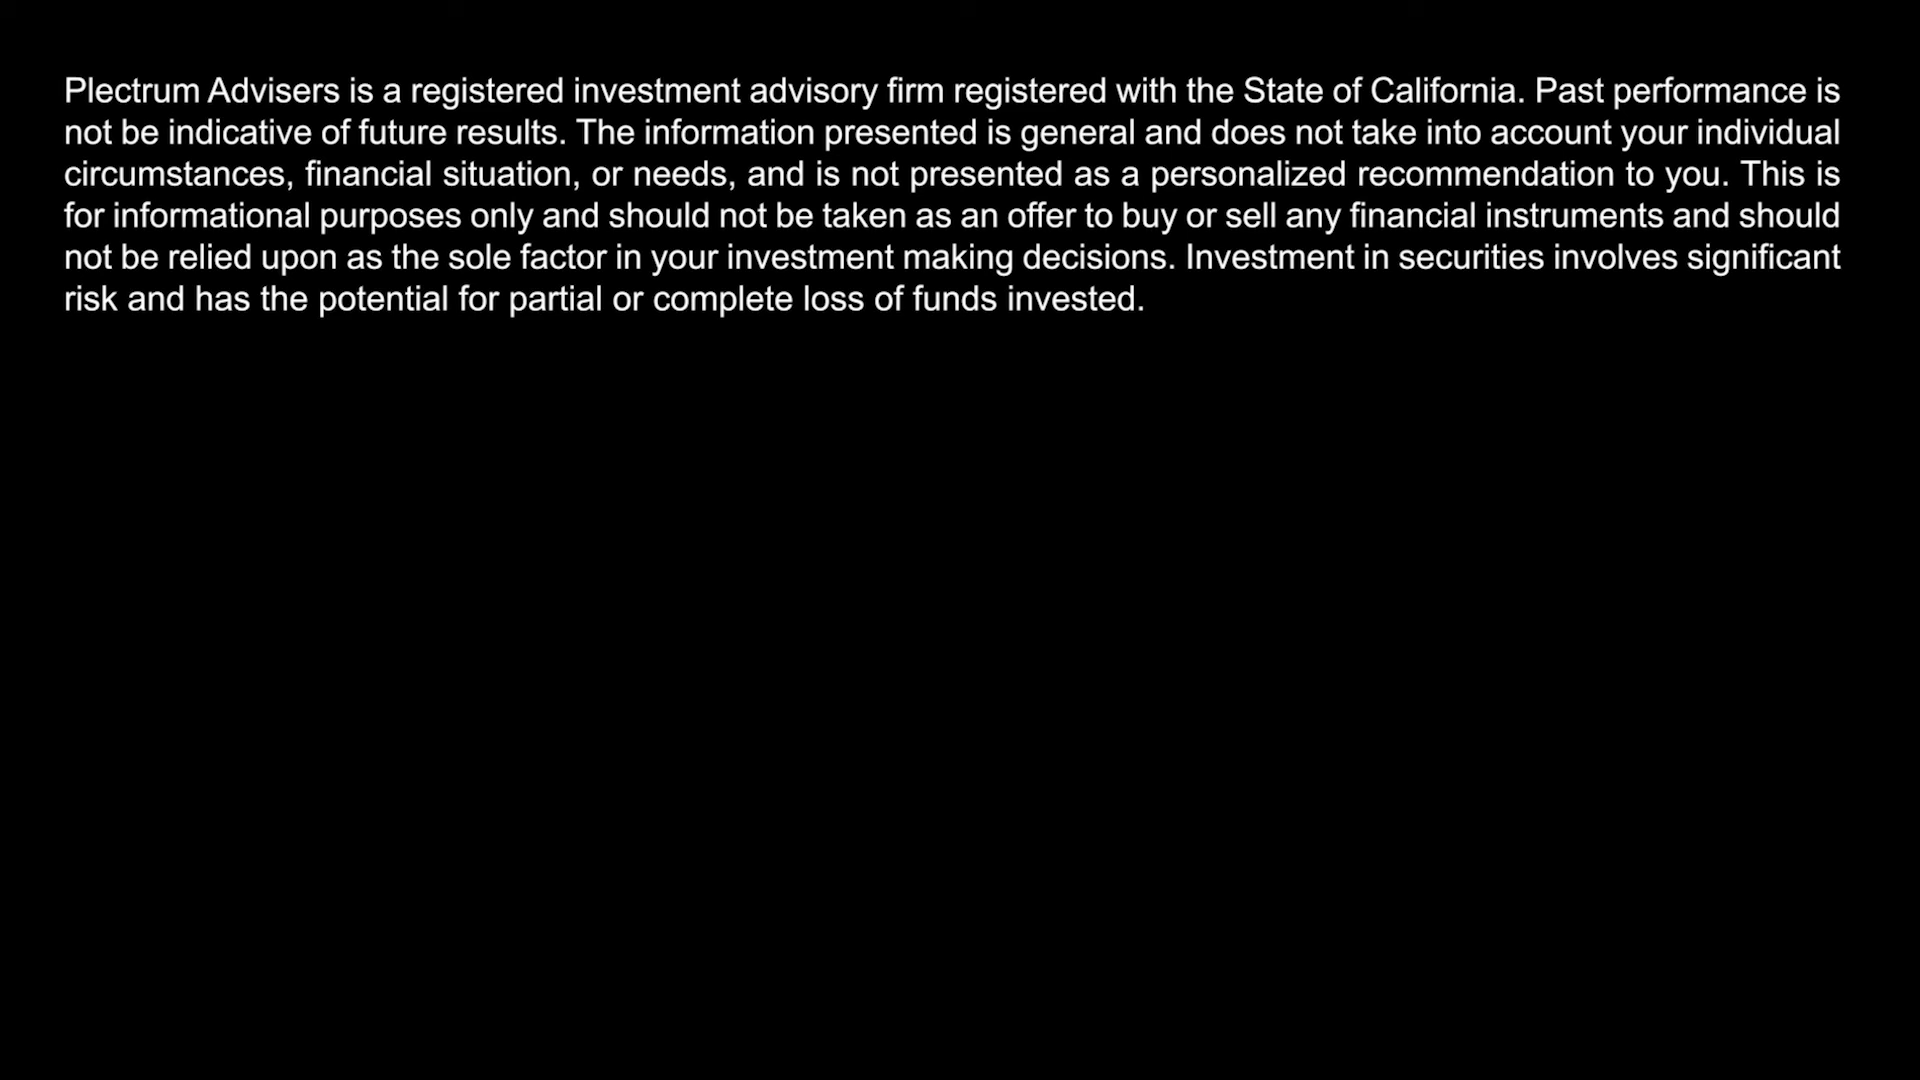 Plectrum Advisers is a registered investment advisory firm registered with the State of California. Past performance is
not be indicative of future results. The information presented is general and does not take into account your individual
circumstances, financial situation, or needs, and is not presented as a personalized recommendation to you. This is
for informational purposes only and should not be taken as an offer to buy or sell any financial instruments and should
not be relied upon as the sole factor in your investment making decisions. Investment in securities involves significant
risk and has the potential for partial or complete loss of funds invested.